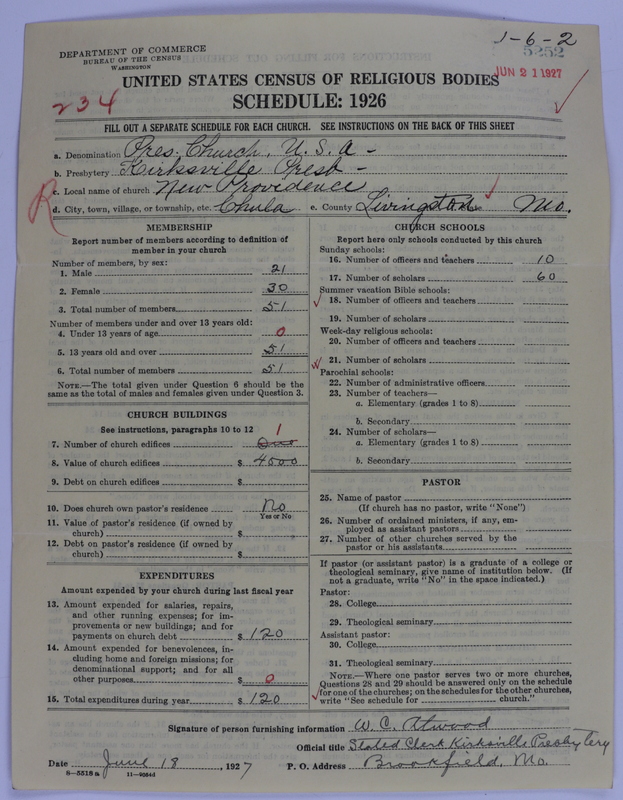 1-6-2
5252
DEPARTMENT OF COMMERCE
BUREAU OF THE CENSUS
WASHINGTON
JUN 21 1927
UNITED STATES CENSUS OF RELIGIOUS BODIES
234
SCHEDULE: 1926
FILL OUT A SEPARATE SCHEDULE FOR EACH CHURCH. SEE INSTRUCTIONS ON THE BACK OF THIS SHEET
a. Denomination Pres. Church, U.S.A -
b. Presbytery Kirksville Presb -
c. Local name of church New Providence
R
d. City, town, village, or township, etc. Chula e. County Livingston Mo.
MEMBERSHIP
Report number of members according to definition of
member in your church
Number of members, by sex:
1. Male 21
2. Female 30
3. Total number of members 51
Number of members under and over 13 years old:
4. Under 13 years of age 0
5. 13 years old and over 51
6. Total number of members 51
NOTE.—The total given under Question 6 should be
same as the total of males and females given under Question 3.
CHURCH BUILDINGS
See instructions, paragraphs 10 to 12 1
7. Number of church edifices One
8. Value of church edifices $ 4000
9. Debt on church edifices $
10. Does church own pastor's residence No
Yes or No
11. Value of pastor's residence (if owned by
church) $
12. Debt on pastor's residence (if owned by
church) $
EXPENDITURES
Amount expended by your church during last fiscal year
13. Amount expended for salaries, repairs,
and other running expenses; for im-
provements or new buildings; and for
payments on church debt $ 120
14. Amount expended for benevolences, in-
cluding home and foreign missions; for
denominational support; and for all
other purposes $ 0
15. Total expenditures during year $ 120
CHURCH SCHOOLS
Report here only schools conducted by this church
Sunday schools:
16. Number of officers and teachers 10
17. Number of scholars 60
Summer vacation Bible schools:
18. Number of officers and teachers
19. Number of scholars
Week-day religious schools:
20. Number of officers and teachers
21. Number of scholars
Parochial schools:
22. Number of administrative officers
23. Number of teachers—
a. Elementary (grades 1 to 8)
b. Secondary
24. Number of scholars—
a. Elementary (grades 1 to 8)
b. Secondary
PASTOR
25. Name of pastor
(If church has no pastor, write "None")
26. Number of ordained ministers, if any, em-
ployed as assistant pastors
27. Number of other churches served by the
pastor or his assistants
If pastor (or assistant pastor) is a graduate of a college or
theological seminary, give name of institution below. (If
not a graduate, write "No" in the space indicated.)
Pastor:
28. College
29. Theological seminary
Assistant pastor:
30. College
31. Theological seminary
NOTE.—Where one pastor serves two or more churches,
Questions 28 and 29 should be answered only on the schedule
for one of the churches; on the schedules for the other churches,
write "See schedule for church."
Signature of person furnishing information W. C. Atwood
Official title Stated Clerk Kirksville Presbytery
Date June 18, 1927 P. O. Address Brookfield, Mo.
8-5518 a 11-9064d